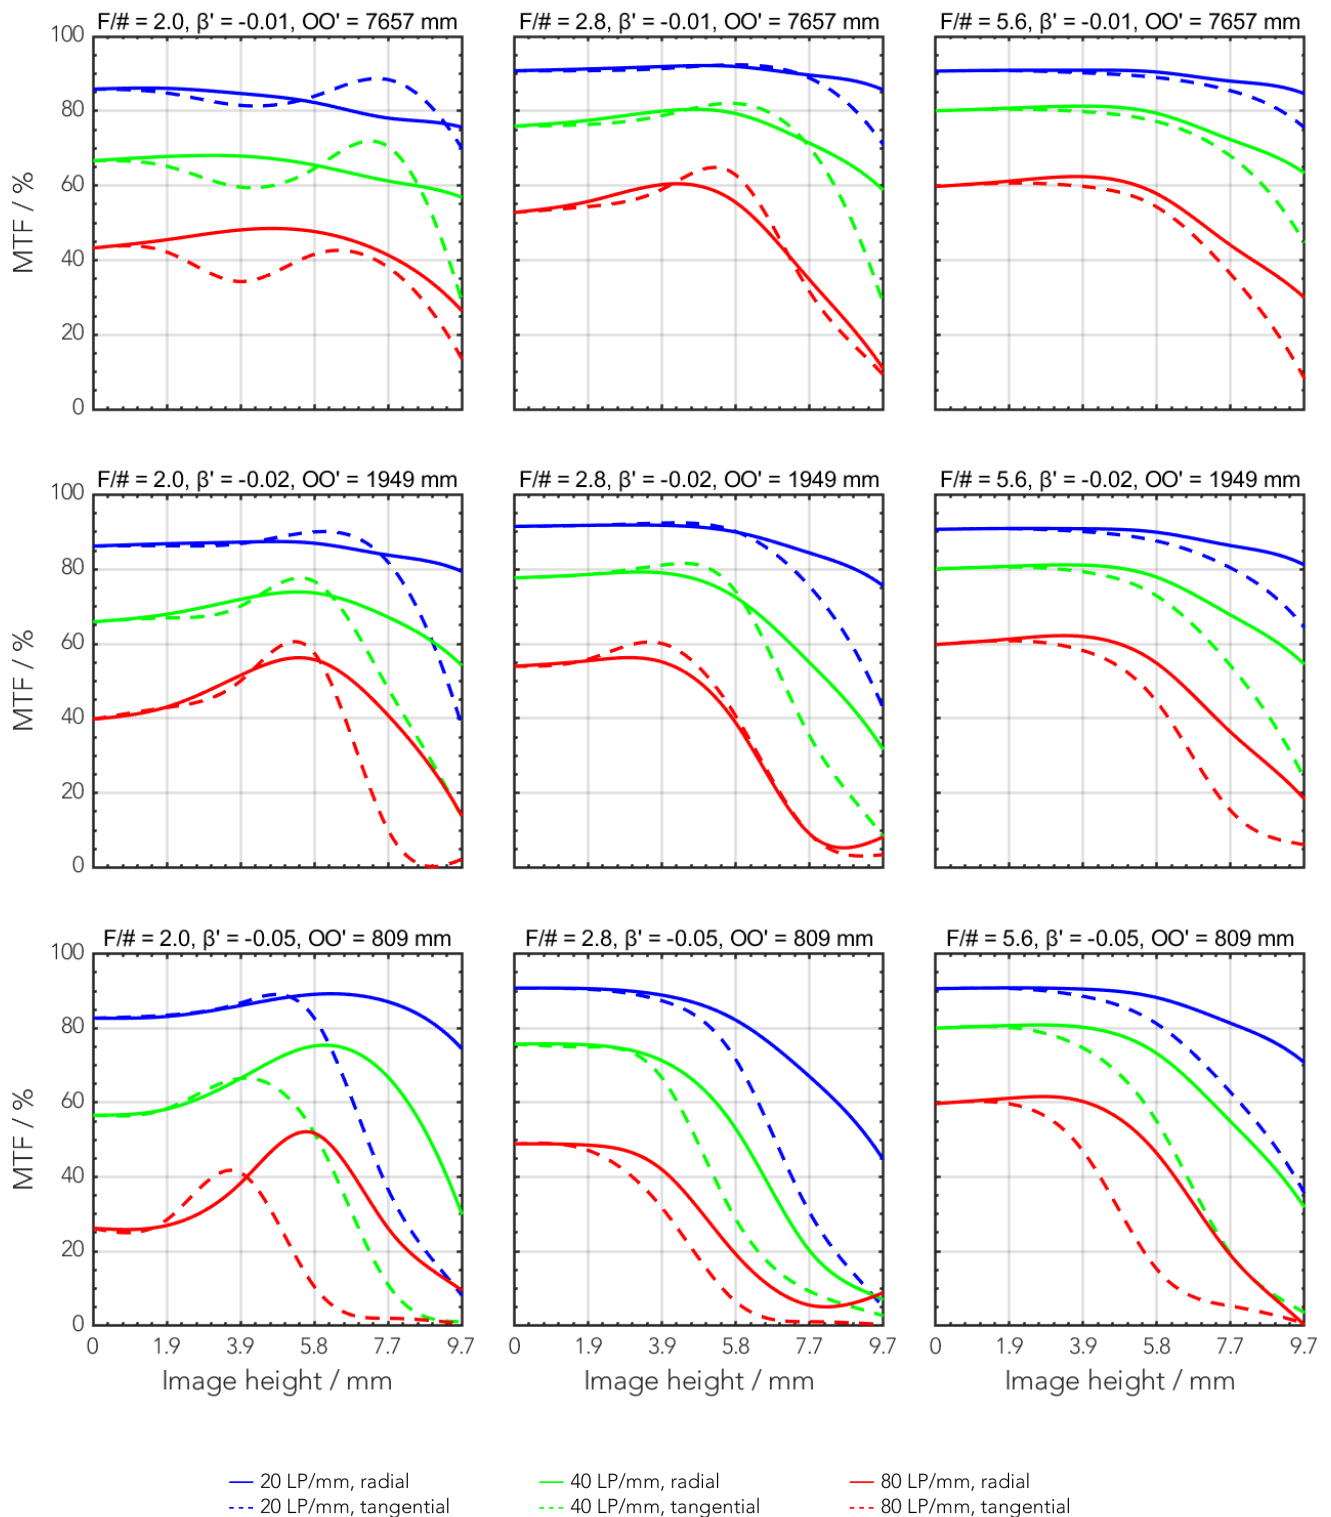 F/# = 2.0, β' = -0.01, OO' = 7657 mm
F/# = 2.8, β' = -0.01, OO' = 7657 mm
F/# = 5.6, β' = -0.01, OO' = 7657 mm
100
80
60
40
20
0
MTF / %
F/# = 2.0, β' = -0.02, OO' = 1949 mm
F/# = 2.8, β' = -0.02, OO' = 1949 mm
F/# = 5.6, β' = -0.02, OO' = 1949 mm
100
80
60
40
20
0
MTF / %
F/# = 2.0, β' = -0.05, OO' = 809 mm
F/# = 2.8, β' = -0.05, OO' = 809 mm
F/# = 5.6, β' = -0.05, OO' = 809 mm
100
80
60
40
20
0
MTF / %
0 1.9 3.9 5.8 7.7 9.7
0 1.9 3.9 5.8 7.7 9.7
0 1.9 3.9 5.8 7.7 9.7
Image height / mm
Image height / mm
Image height / mm
20 LP/mm, radial
20 LP/mm, tangential
40 LP/mm, radial
40 LP/mm, tangential
80 LP/mm, radial
80 LP/mm, tangential